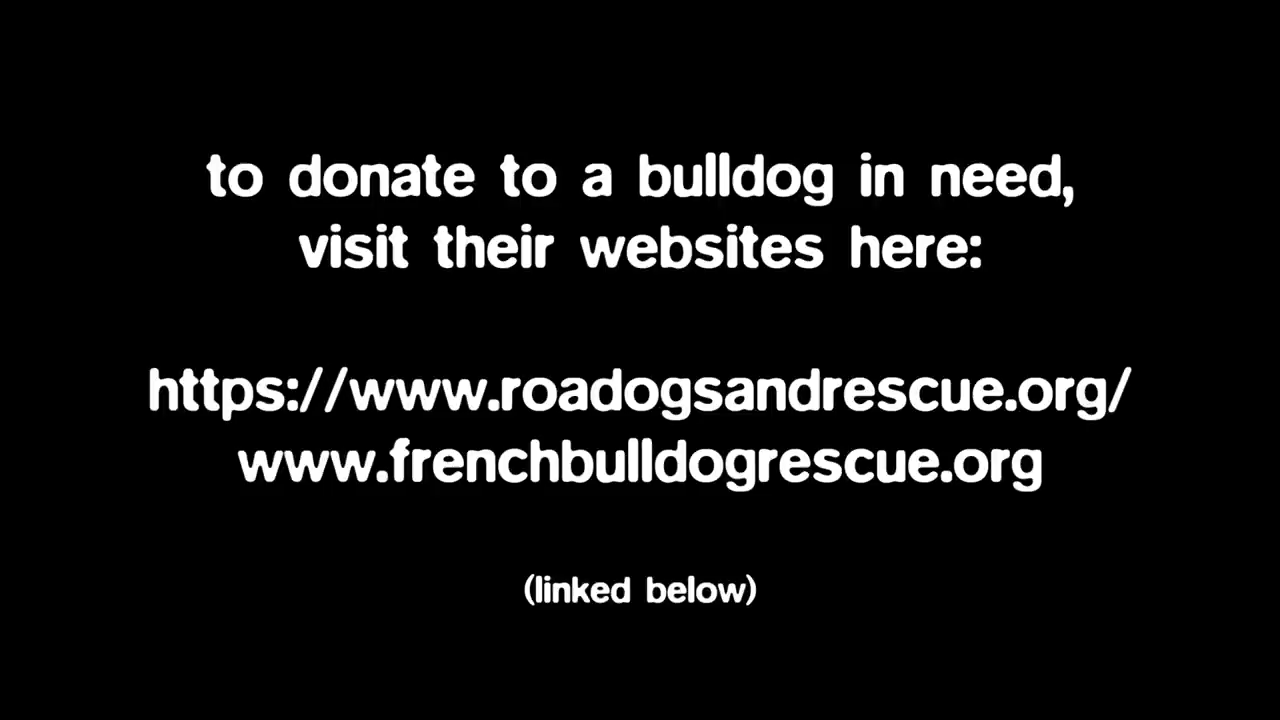 to donate to a bulldog in need,
visit their websites here:
https://www.roadogsandrescue.org/
www.frenchbulldogrescue.org
(linked below)